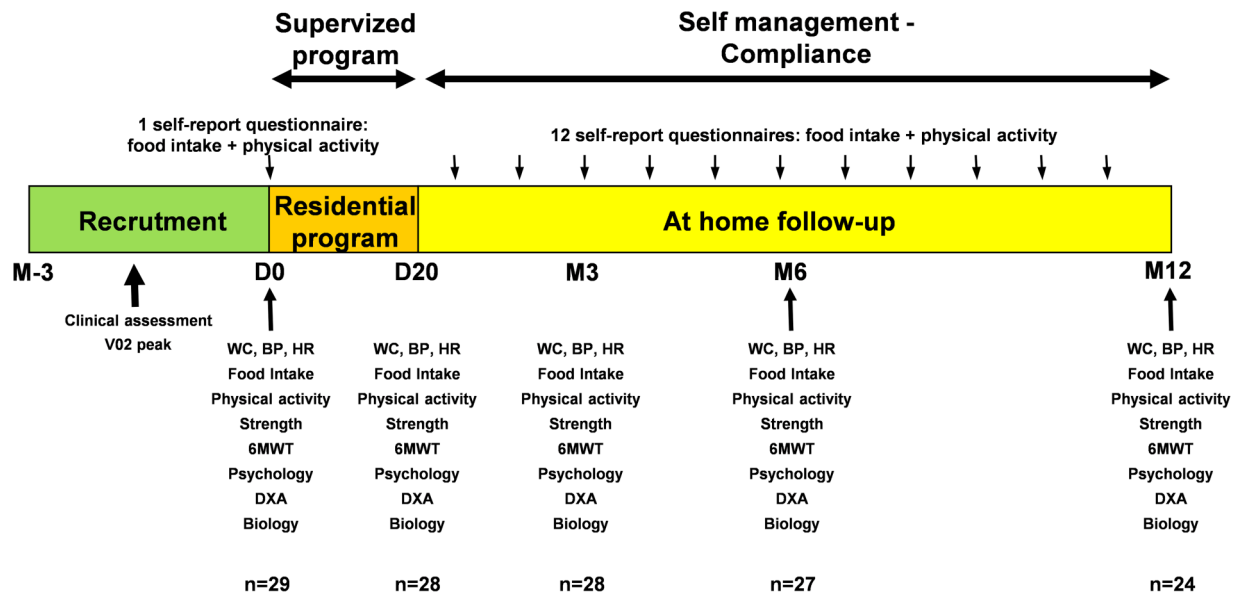 Supervized
program
Self management -
Compliance
1 self-report questionnaire:
food intake + physical activity
12 self-report questionnaires: food intake + physical activity
Recrutment
Residential
program
At home follow-up
M-3
D0
D20
M3
M6
M12
Clinical assessment
V02 peak
WC, BP, HR
Food Intake
Physical activity
Strength
6MWT
Psychology
DXA
Biology
n=29
WC, BP, HR
Food Intake
Physical activity
Strength
6MWT
Psychology
DXA
Biology
n=28
WC, BP, HR
Food Intake
Physical activity
Strength
6MWT
Psychology
DXA
Biology
n=28
WC, BP, HR
Food Intake
Physical activity
Strength
6MWT
Psychology
DXA
Biology
n=27
WC, BP, HR
Food Intake
Physical activity
Strength
6MWT
Psychology
DXA
Biology
n=24